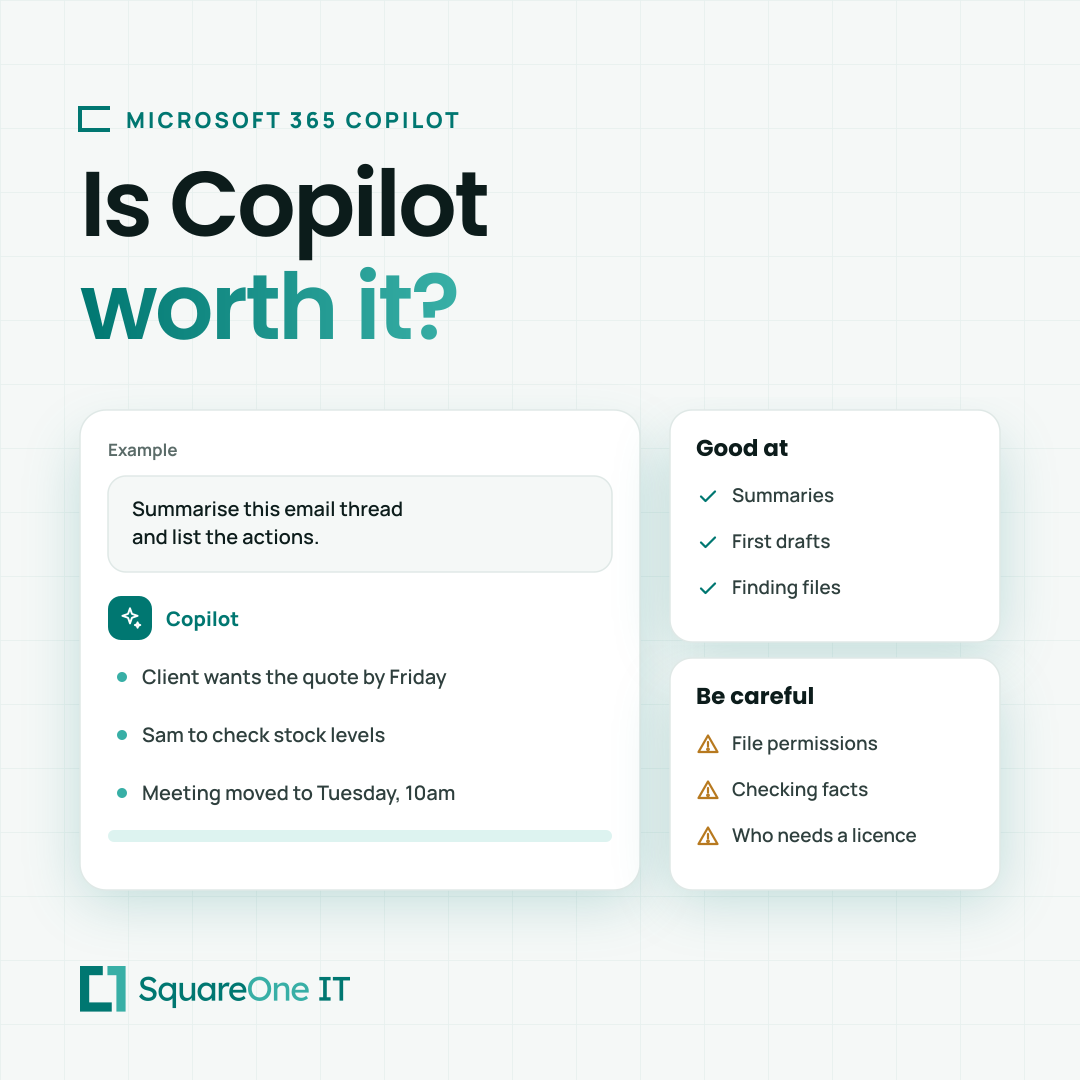 MICROSOFT 365 COPILOT
Is Copilot
worth it?
Example
Summarise this email thread
and list the actions.
Copilot
Client wants the quote by Friday
Sam to check stock levels
Meeting moved to Tuesday, 10am
Good at
Summaries
First drafts
Finding files
Be careful
File permissions
Checking facts
Who needs a licence
SquareOne IT